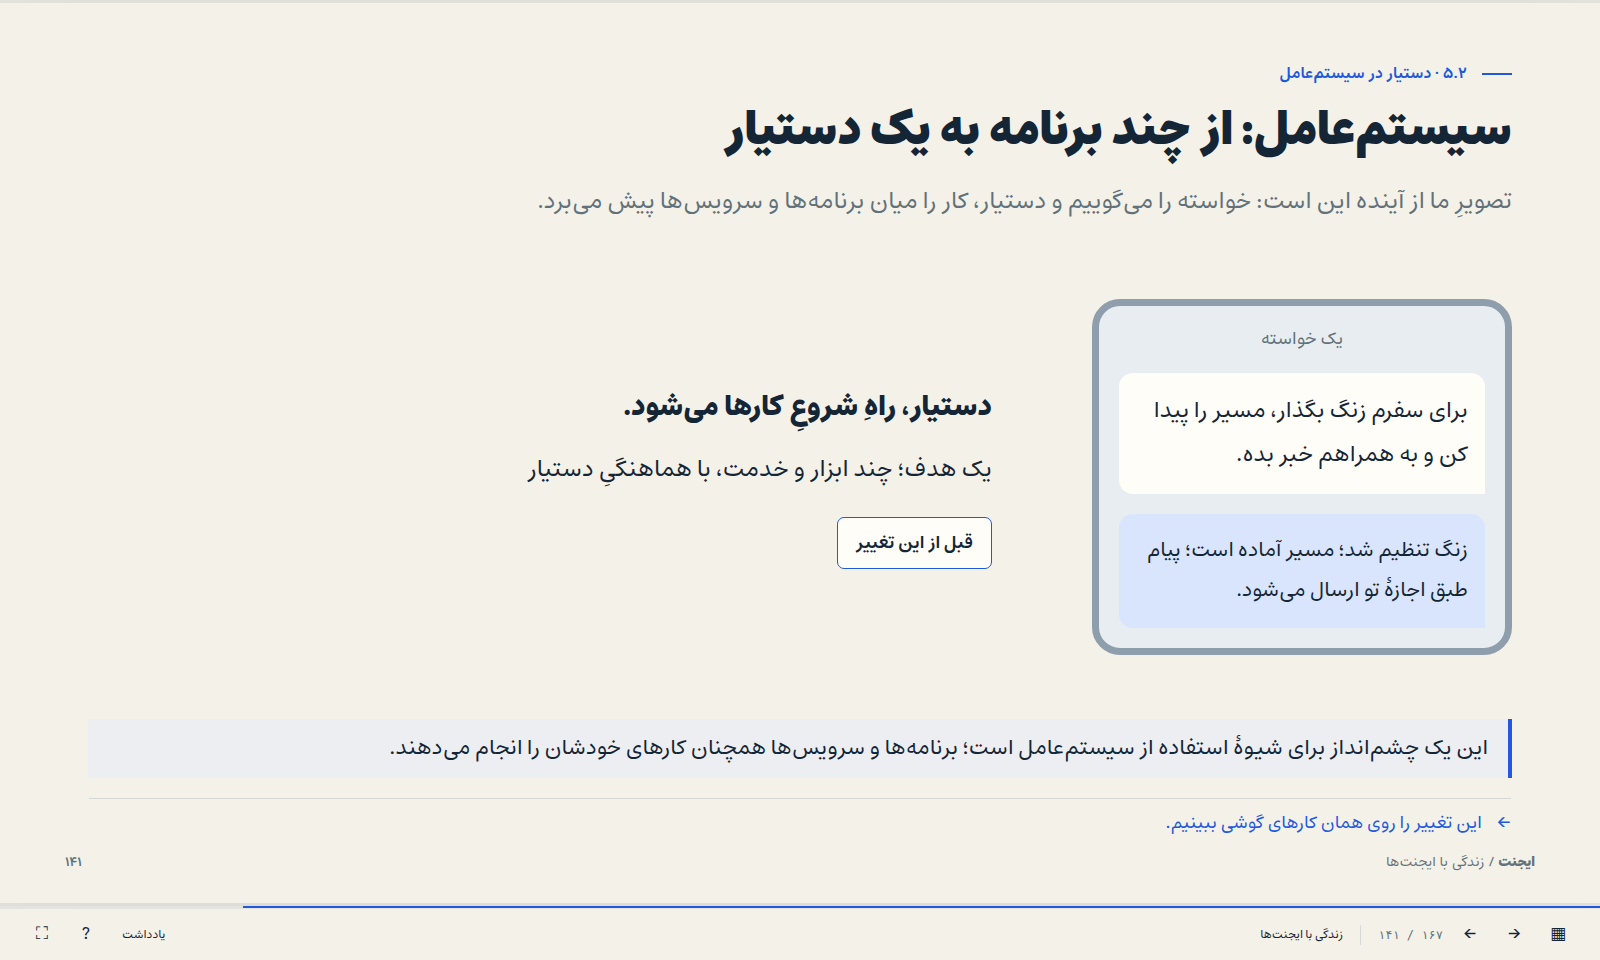 ۵.۲ · دستیار در سیستم‌عامل
سیستم‌عامل: از چند برنامه به یک دستیار
تصویرِ ما از آینده این است: خواسته را می‌گوییم و دستیار، کار را میان برنامه‌ها و سرویس‌ها پیش می‌برد.
یک خواسته
برای سفرم زنگ بگذار، مسیر را پیدا
کن و به همراهم خبر بده.
زنگ تنظیم شد؛ مسیر آماده است؛ پیام
طبق اجازهٔ تو ارسال می‌شود.
دستیار، راهِ شروعِ کارها می‌شود.
یک هدف؛ چند ابزار و خدمت، با هماهنگیِ دستیار
قبل از این تغییر
این یک چشم‌انداز برای شیوهٔ استفاده از سیستم‌عامل است؛ برنامه‌ها و سرویس‌ها همچنان کارهای خودشان را انجام می‌دهند.
← این تغییر را روی همان کارهای گوشی ببینیم.
ایجنت / زندگی با ایجنت‌ها
۱۴۱
۱۴۱ / ۱۶۷
زندگی با ایجنت‌ها
یادداشت
?